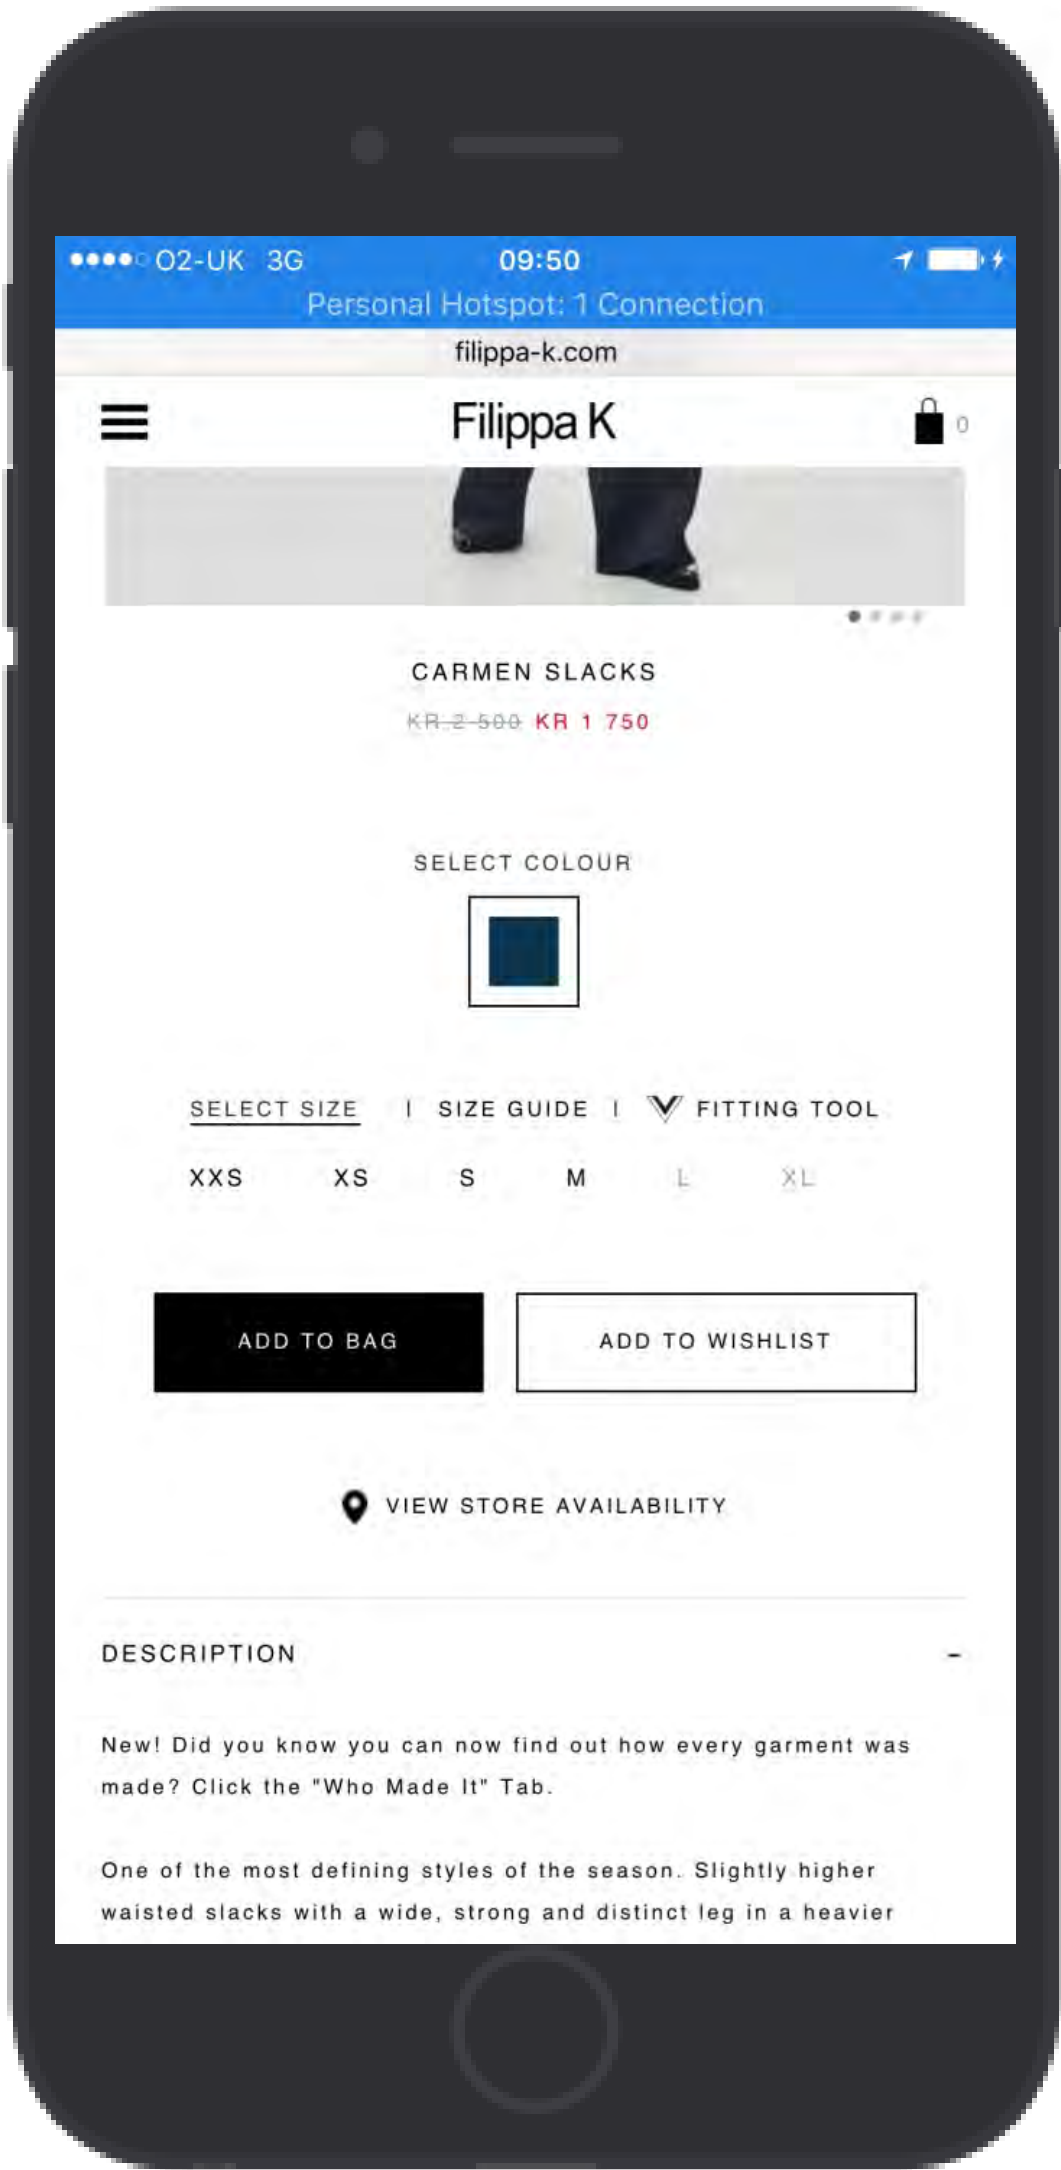 O2-UK 3G 09:50
Personal Hotspot: 1 Connection
filippa-k.com
Filippa K 0
CARMEN SLACKS
KR 2 500 KR 1 750
SELECT COLOUR
SELECT SIZE | SIZE GUIDE | FITTING TOOL
XXS XS S M L XL
ADD TO BAG ADD TO WISHLIST
VIEW STORE AVAILABILITY
DESCRIPTION -
New! Did you know you can now find out how every garment was
made? Click the "Who Made It" Tab.
One of the most defining styles of the season. Slightly higher
waisted slacks with a wide, strong and distinct leg in a heavier